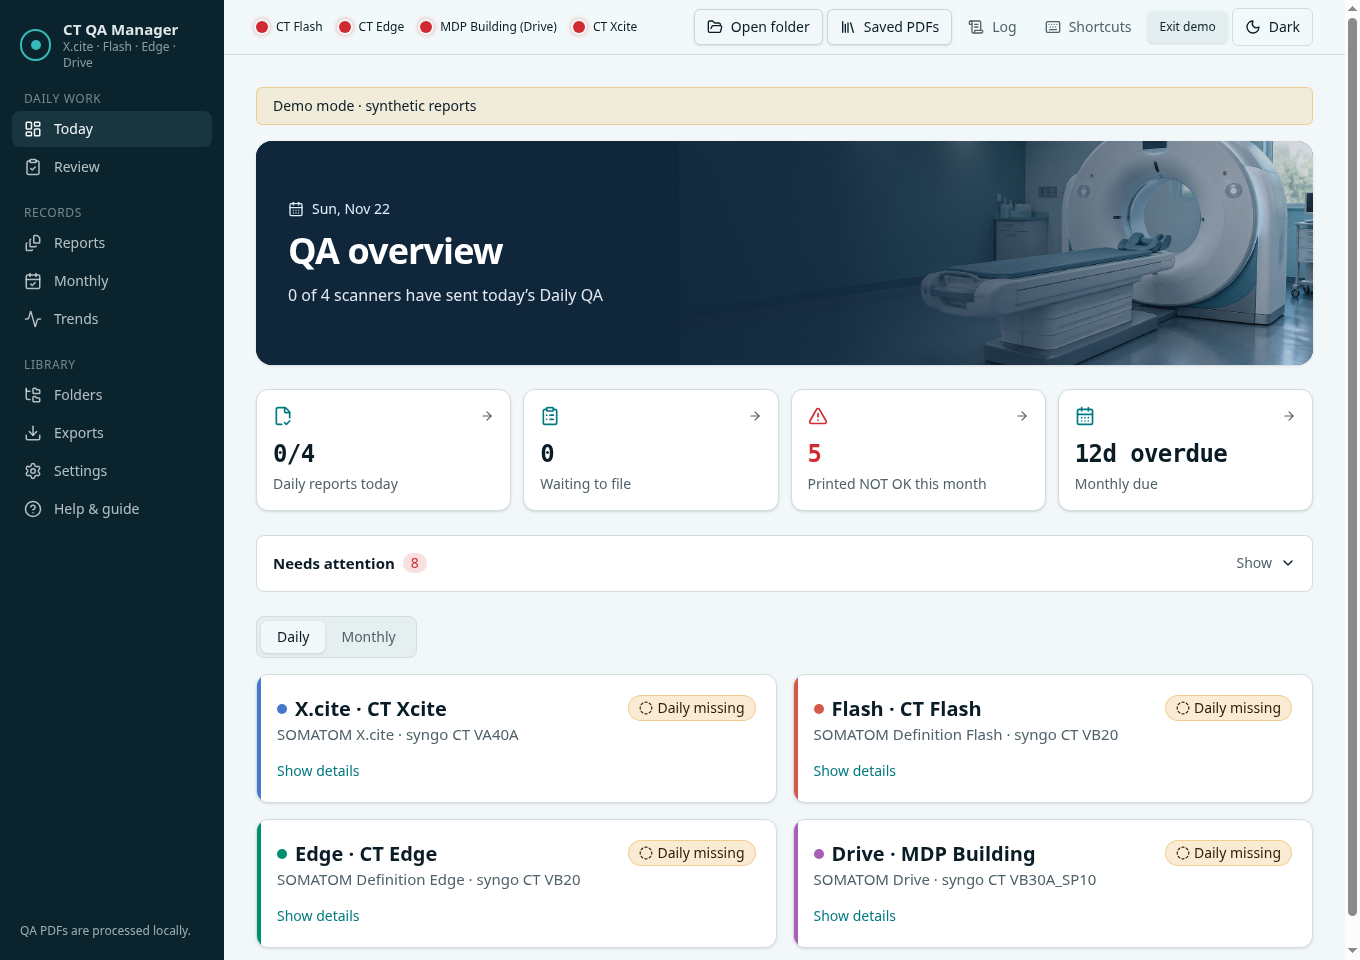 CT QA Manager
X.cite · Flash · Edge ·
Drive
DAILY WORK
Today
Review
RECORDS
Reports
Monthly
Trends
LIBRARY
Folders
Exports
Settings
Help & guide
QA PDFs are processed locally.
CT Flash
CT Edge
MDP Building (Drive)
CT Xcite
Open folder
Saved PDFs
Log
Shortcuts
Exit demo
Dark
Demo mode · synthetic reports
Sun, Nov 22
QA overview
0 of 4 scanners have sent today’s Daily QA
0/4
Daily reports today
0
Waiting to file
5
Printed NOT OK this month
12d overdue
Monthly due
Needs attention 8
Show
Daily
Monthly
X.cite · CT Xcite
Daily missing
SOMATOM X.cite · syngo CT VA40A
Show details
Flash · CT Flash
Daily missing
SOMATOM Definition Flash · syngo CT VB20
Show details
Edge · CT Edge
Daily missing
SOMATOM Definition Edge · syngo CT VB20
Show details
Drive · MDP Building
Daily missing
SOMATOM Drive · syngo CT VB30A_SP10
Show details